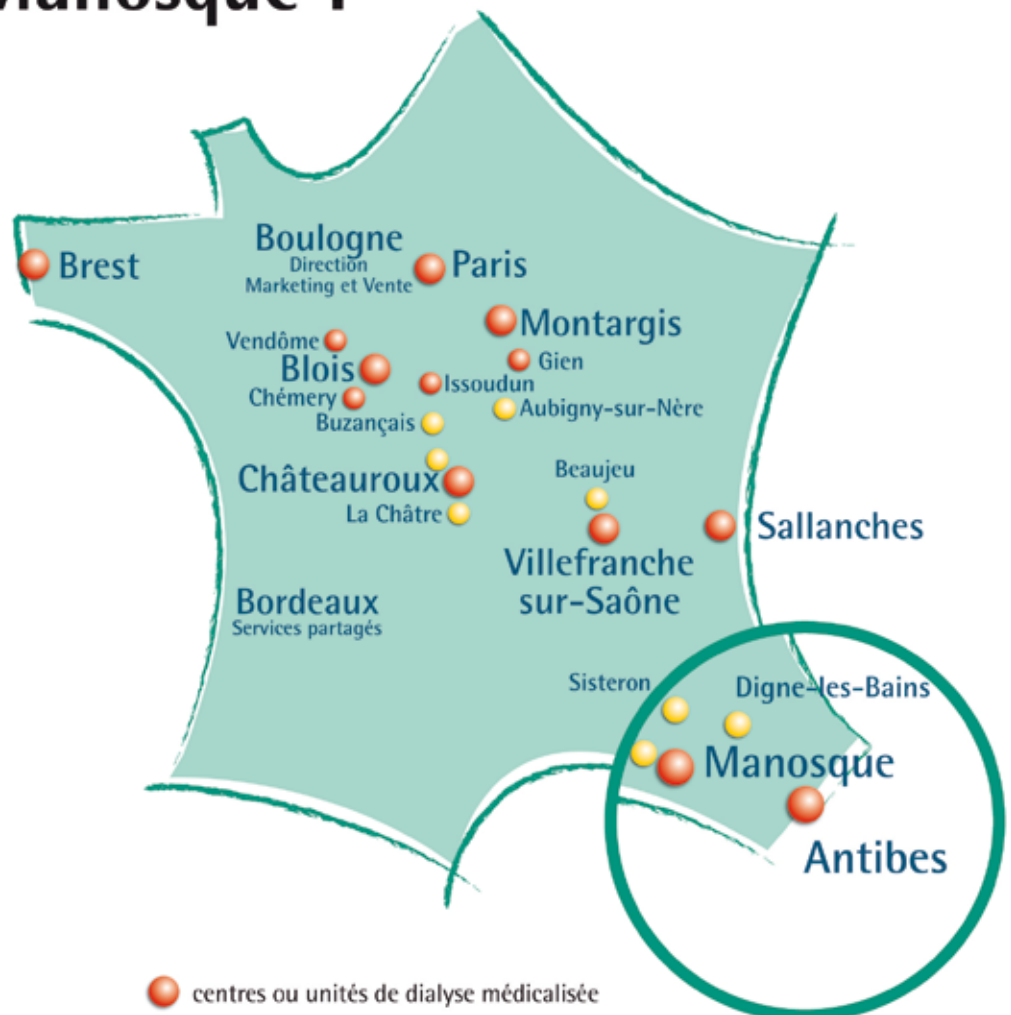 Manosque
Boulogne
Direction
Marketing et Vente
Paris
Brest
Montargis
Vendôme
Gien
Blois
Issoudun
Chémery
Aubigny-sur-Nère
Buzançais
Beaujeu
Châteauroux
La Châtre
Sallanches
Villefranche
sur-Saône
Bordeaux
Services partagés
Sisteron
Digne-les-Bains
Manosque
Antibes
centres ou unités de dialyse médicalisée